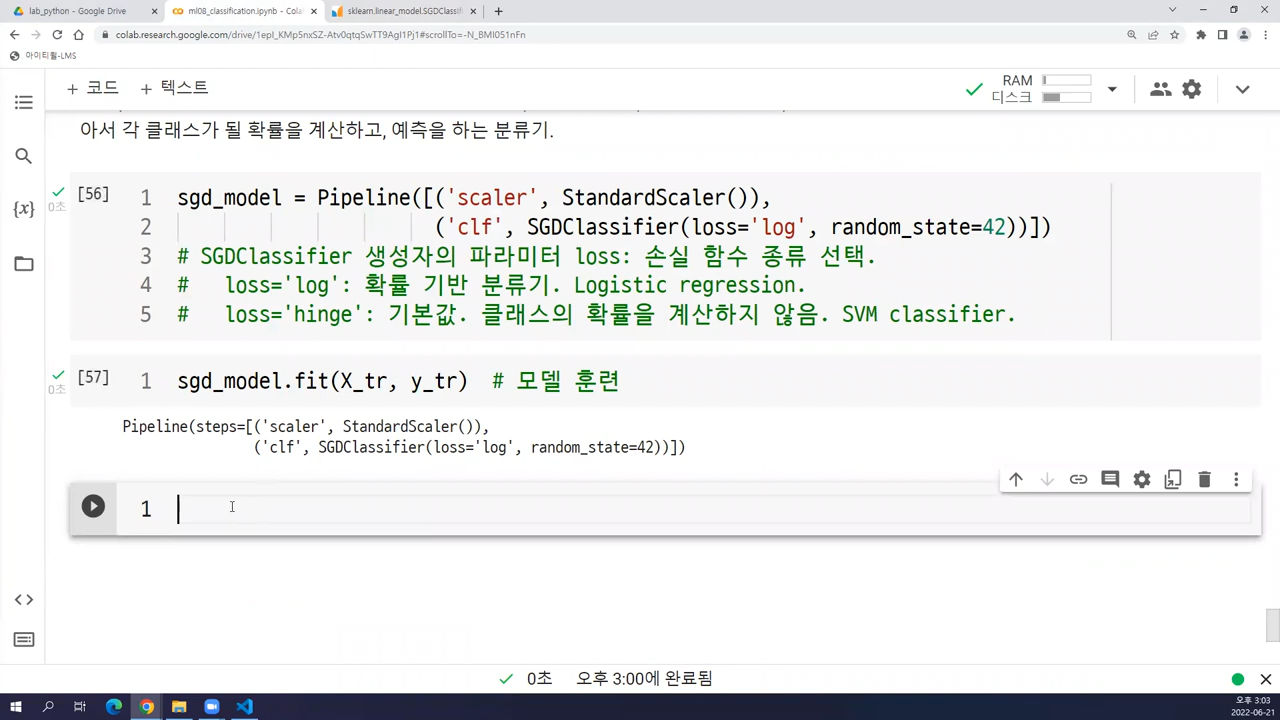 lab_python - Google Drive
ml08_classification.ipynb - Cola
sklearn.linear_model.SGDClassif
colab.research.google.com/drive/1epI_KMp5nxSZ-Atv0qtqSwTT9AgI1Pj1#scrollTo=-N_BMI051nFn
아이티윌-LMS
+ 코드 + 텍스트
RAM
디스크
아서 각 클래스가 될 확률을 계산하고, 예측을 하는 분류기.
[56]
0초
1 sgd_model = Pipeline([('scaler', StandardScaler()),
2 ('clf', SGDClassifier(loss='log', random_state=42))])
3 # SGDClassifier 생성자의 파라미터 loss: 손실 함수 종류 선택.
4 # loss='log': 확률 기반 분류기. Logistic regression.
5 # loss='hinge': 기본값. 클래스의 확률을 계산하지 않음. SVM classifier.
[57]
0초
1 sgd_model.fit(X_tr, y_tr) # 모델 훈련
Pipeline(steps=[('scaler', StandardScaler()),
('clf', SGDClassifier(loss='log', random_state=42))])
1
0초 오후 3:00에 완료됨
오후 3:03
2022-06-21